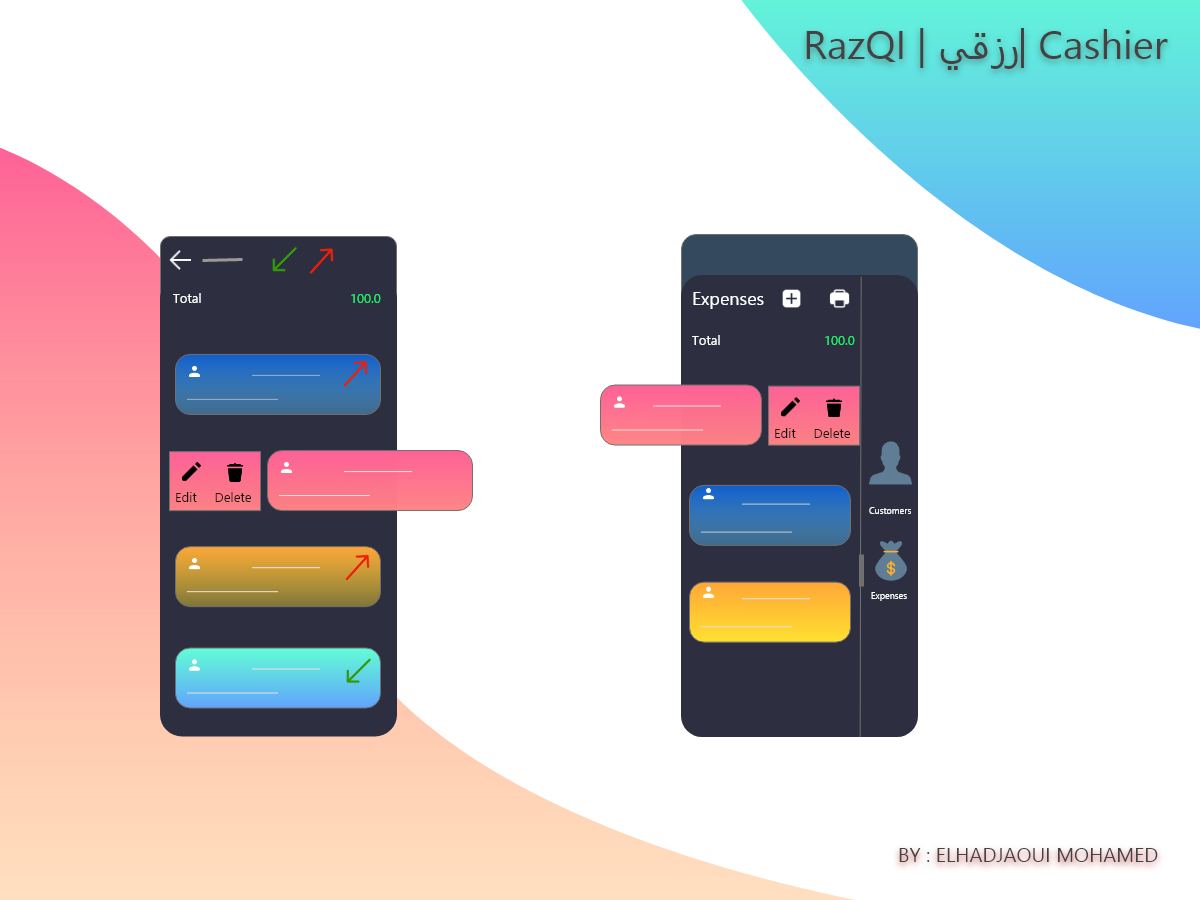 RazQI | رزقي| Cashier
Total 100.0
Edit Delete
Expenses
Total 100.0
Edit Delete
Customers
Expenses
BY : ELHADJAOUI MOHAMED